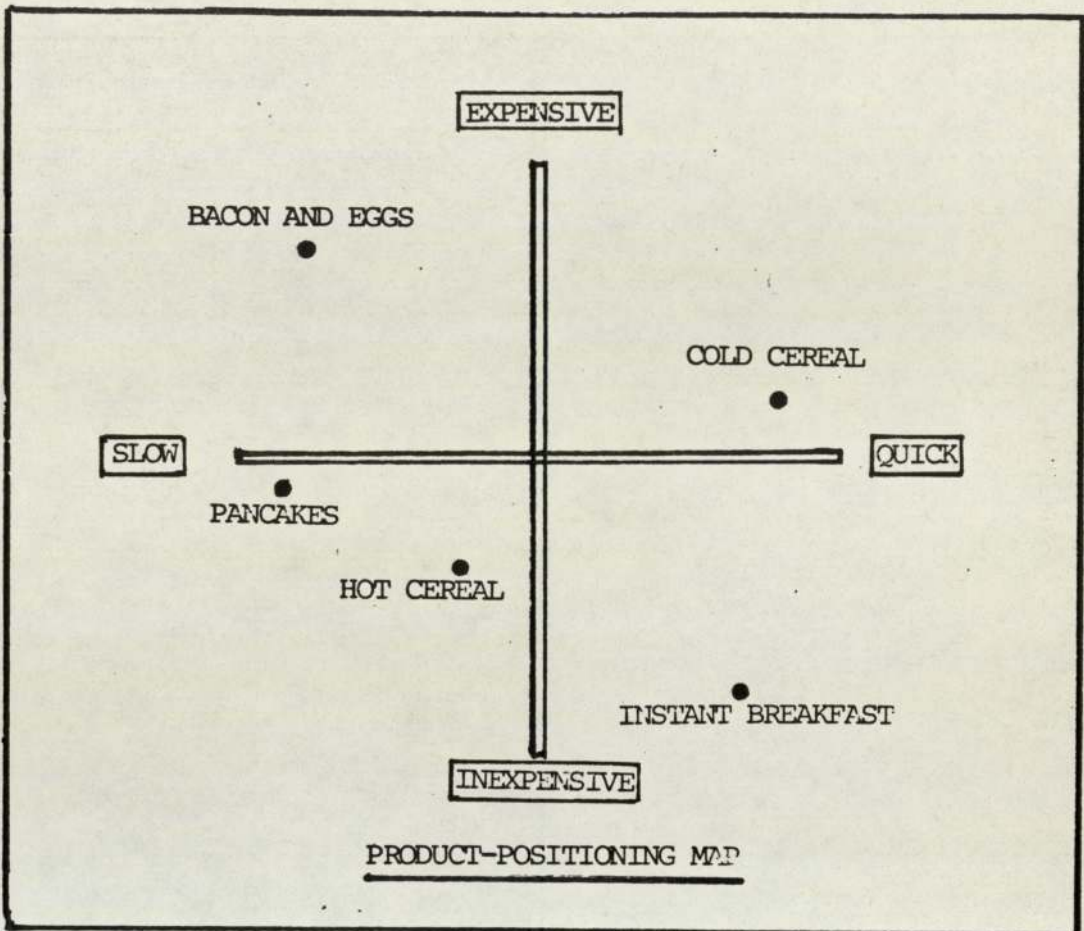 EXPENSIVE
BACON AND EGGS
COLD CEREAL
SLOW
QUICK
PANCAKES
HOT CEREAL
INSTANT BREAKFAST
INEXPENSIVE
PRODUCT-POSITIONING MAP